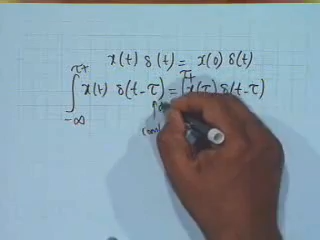 x(t) δ(t) = x(0) δ(t)
∫_{-∞}^{τ+} x(t) δ(t-τ) = ∫^{τ+} x(τ) δ(t-τ)